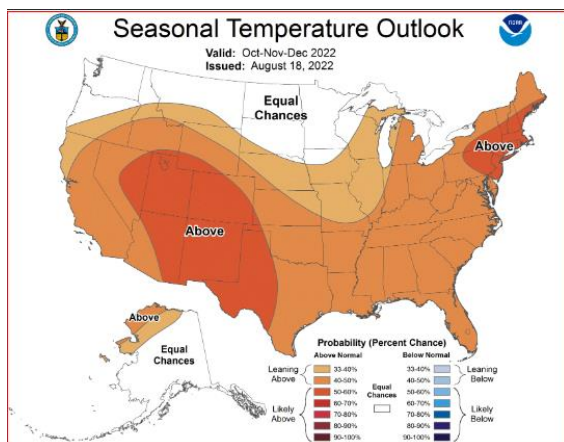 Seasonal Temperature Outlook
Valid: Oct-Nov-Dec 2022
Issued: August 18, 2022
Equal
Chances
Above
Above
Above
Equal
Chances
Probability (Percent Chance)
Above Normal
Below Normal
Leaning
Above
33-40%
40-50%
Likely
Above
50-60%
60-70%
70-80%
80-90%
90-100%
Equal
Chances
33-40%
40-50%
Leaning
Below
50-60%
60-70%
70-80%
80-90%
90-100%
Likely
Below